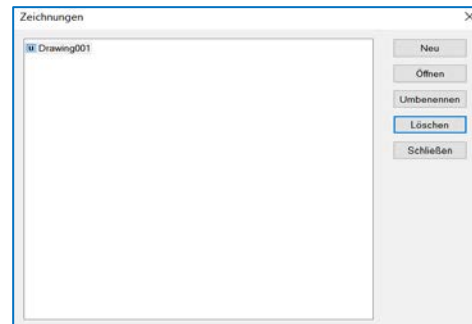 Zeichnungen
Drawing001
Neu
Öffnen
Umbenennen
Löschen
Schließen